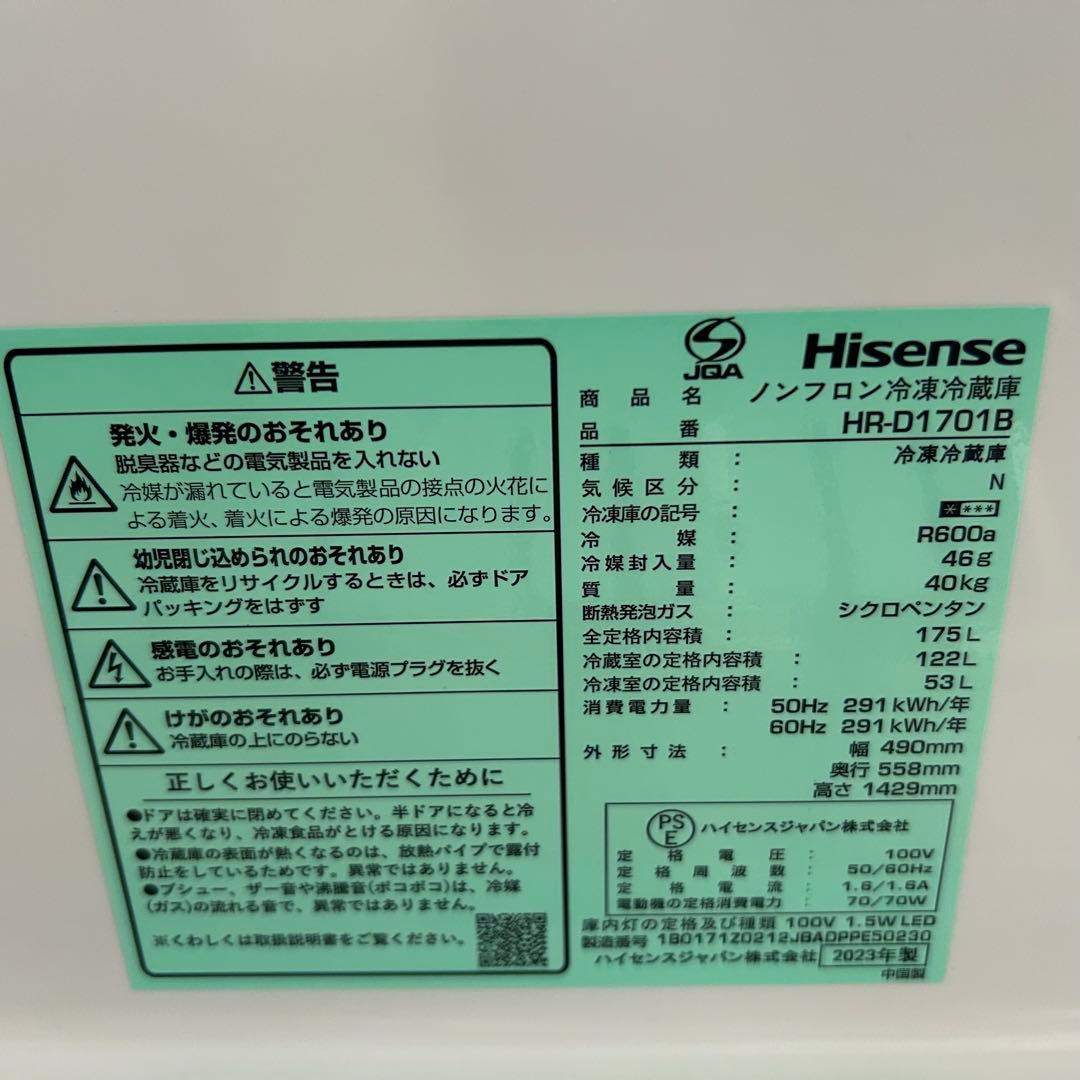 警告
発火・爆発のおそれあり
脱臭器などの電気製品を入れない
冷媒が漏れていると電気製品の接点の火花に
よる着火、着火による爆発の原因になります。
幼児閉じ込められのおそれあり
冷蔵庫をリサイクルするときは、必ずドア
パッキングをはずす
感電のおそれあり
お手入れの際は、必ず電源プラグを抜く
けがのおそれあり
冷蔵庫の上にのらない
正しくお使いいただくために
●ドアは確実に閉めてください。半ドアになると冷
えが悪くなり、冷凍食品がとける原因になります。
●冷蔵庫の表面が熱くなるのは、放熱パイプで露付
防止をしているためです。異常ではありません。
●プシュー、ザー音や沸騰音(ポコポコ)は、冷媒
(ガス)の流れる音で、異常ではありません。
※くわしくは取扱説明書をご覧ください。
JQA
Hisense
商品名 ノンフロン冷凍冷蔵庫
品番 HR-D1701B
種類 : 冷凍冷蔵庫
気候区分 : N
冷凍庫の記号 : ****
冷媒 : R600a
冷媒封入量 : 46g
質量 : 40kg
断熱発泡ガス : シクロペンタン
全定格内容積 : 175L
冷蔵室の定格内容積 : 122L
冷凍室の定格内容積 : 53L
消費電力量 : 50Hz 291kWh/年
60Hz 291kWh/年
外形寸法 : 幅 490mm
奥行 558mm
高さ 1429mm
PSE ハイセンスジャパン株式会社
定格電圧 : 100V
定格周波数 : 50/60Hz
定格電流 : 1.6/1.6A
電動機の定格消費電力 : 70/70W
庫内灯の定格及び種類 100V 1.5W LED
製造番号 1B0171Z0212JBADPPE50230
ハイセンスジャパン株式会社 2023年製
中国製